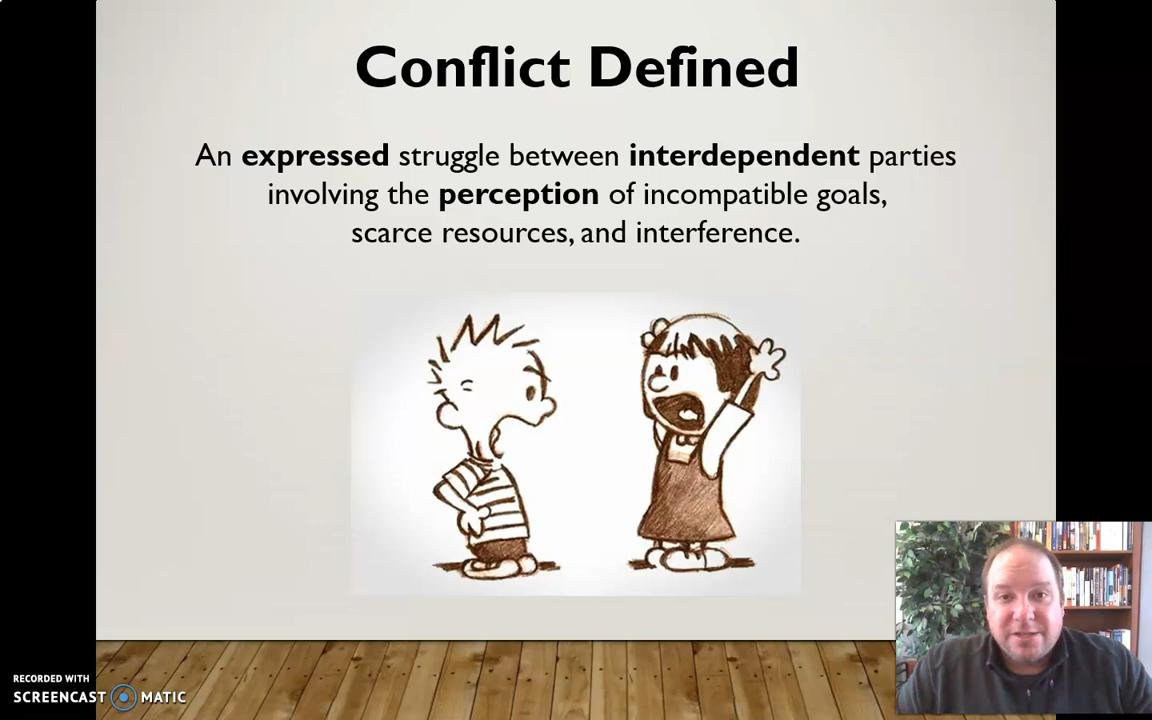 Conflict Defined
An expressed struggle between interdependent parties
involving the perception of incompatible goals,
scarce resources, and interference.
RECORDED WITH
SCREENCAST MATIC